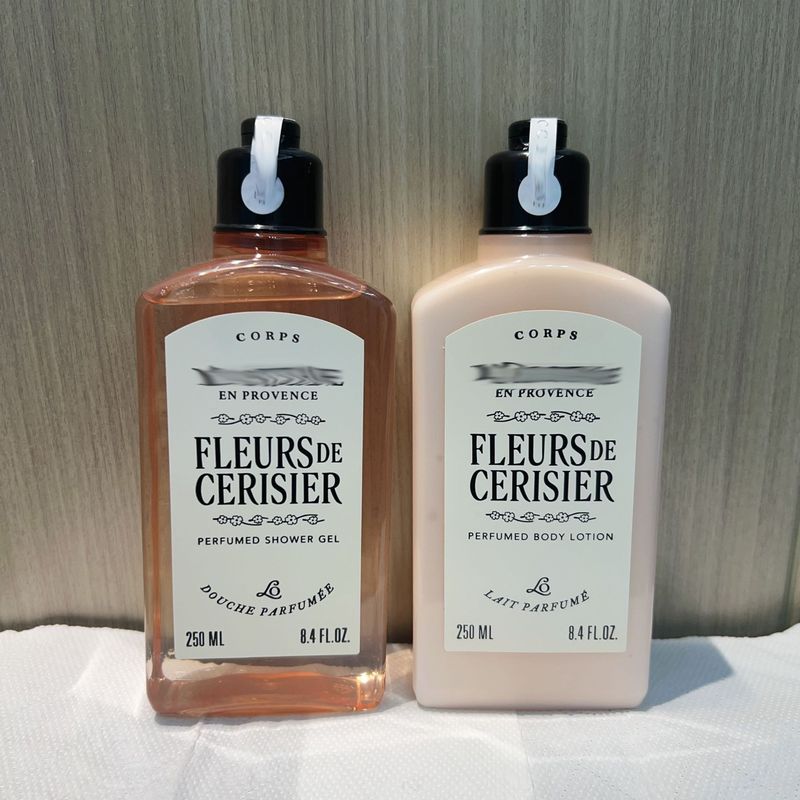 CORPS
EN PROVENCE
FLEURS DE
CERISIER
PERFUMED SHOWER GEL
LO
DOUCHE PARFUMÉE
250 ML 8.4 FL.OZ.
CORPS
EN PROVENCE
FLEURS DE
CERISIER
PERFUMED BODY LOTION
LO
LAIT PARFUMÉ
250 ML 8.4 FL.OZ.